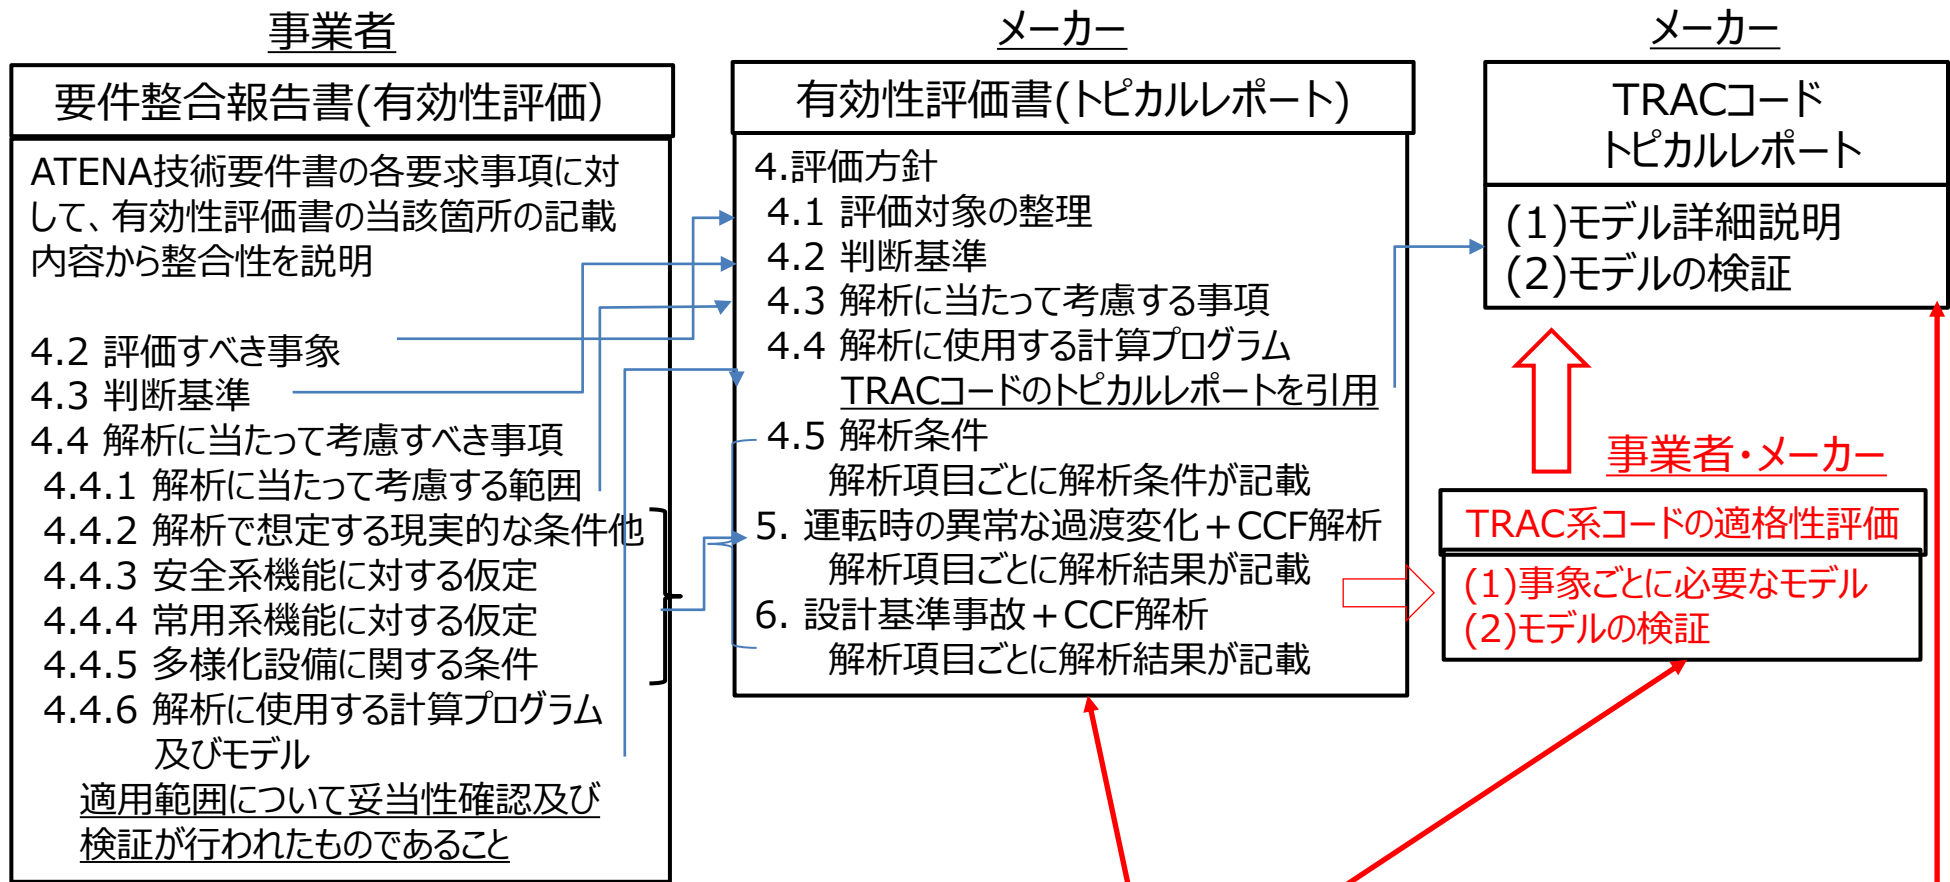 事業者
要件整合報告書(有効性評価）
ATENA技術要件書の各要求事項に対
して、有効性評価書の当該箇所の記載
内容から整合性を説明
4.2 評価すべき事象
4.3 判断基準
4.4 解析に当たって考慮すべき事項
4.4.1 解析に当たって考慮する範囲
4.4.2 解析で想定する現実的な条件他
4.4.3 安全系機能に対する仮定
4.4.4 常用系機能に対する仮定
4.4.5 多様化設備に関する条件
4.4.6 解析に使用する計算プログラム
及びモデル
適用範囲について妥当性確認及び
検証が行われたものであること
メーカー
有効性評価書(トピカルレポート)
4.評価方針
4.1 評価対象の整理
4.2 判断基準
4.3 解析に当たって考慮する事項
4.4 解析に使用する計算プログラム
TRACコードのトピカルレポートを引用
4.5 解析条件
解析項目ごとに解析条件が記載
5. 運転時の異常な過渡変化＋CCF解析
解析項目ごとに解析結果が記載
6. 設計基準事故＋CCF解析
解析項目ごとに解析結果が記載
メーカー
TRACコード
トピカルレポート
(1)モデル詳細説明
(2)モデルの検証
事業者・メーカー
TRAC系コードの適格性評価
(1)事象ごとに必要なモデル
(2)モデルの検証